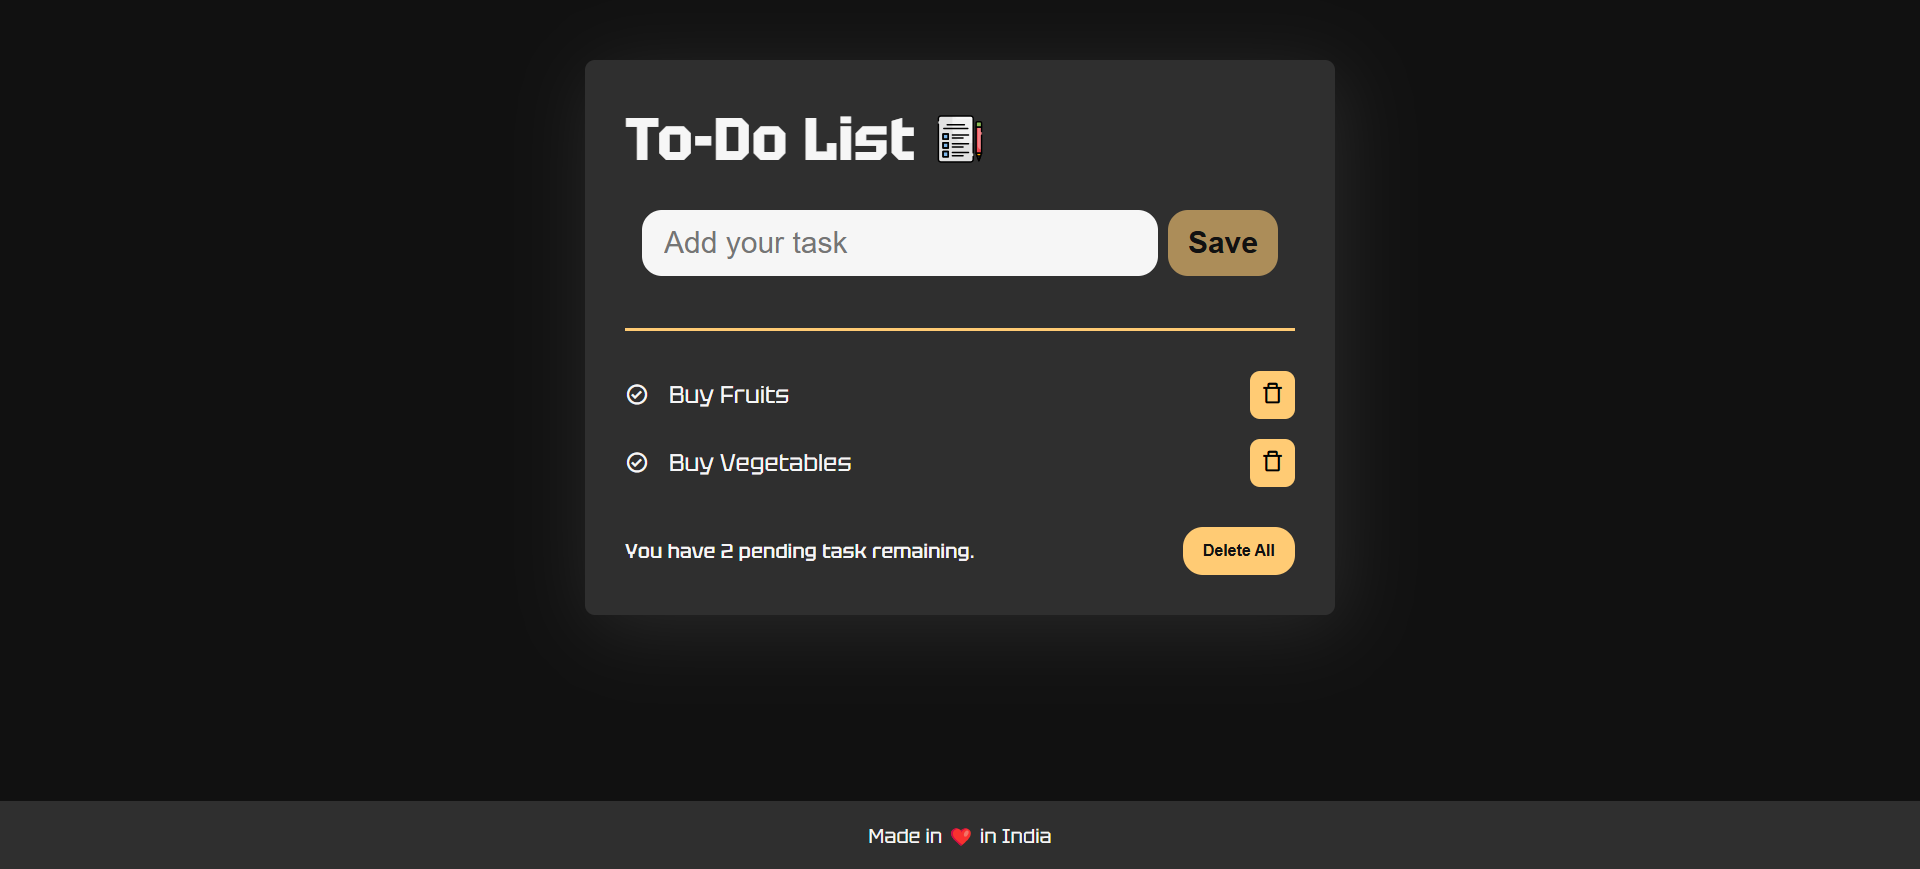 To-Do List
Add your task
Save
Buy Fruits
Buy Vegetables
You have 2 pending task remaining.
Delete All
Made in ❤️ in India